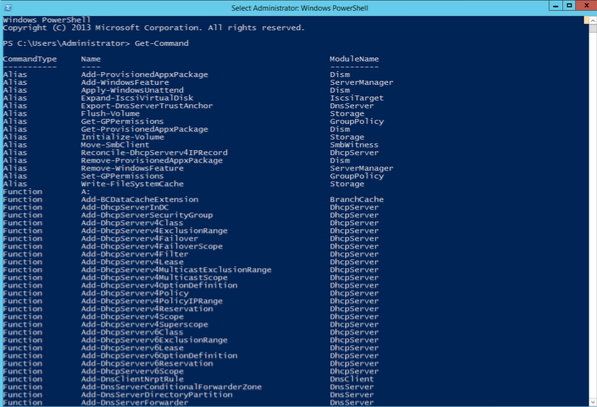 Select Administrator: Windows PowerShell
Windows PowerShell
Copyright (C) 2013 Microsoft Corporation. All rights reserved.
PS C:\Users\Administrator> Get-Command
CommandType Name ModuleName
----------- ---- ----------
Alias Add-ProvisionedAppxPackage Dism
Alias Add-WindowsFeature ServerManager
Alias Apply-WindowsUnattend Dism
Alias Expand-IscsiVirtualDisk IscsiTarget
Alias Export-DnsServerTrustAnchor DnsServer
Alias Flush-Volume Storage
Alias Get-GPPermissions GroupPolicy
Alias Get-ProvisionedAppxPackage Dism
Alias Initialize-Volume Storage
Alias Move-SmbClient SmbWitness
Alias Reconcile-DhcpServerv4IPRecord DhcpServer
Alias Remove-ProvisionedAppxPackage Dism
Alias Remove-WindowsFeature ServerManager
Alias Set-GPPermissions GroupPolicy
Alias Write-FileSystemCache Storage
Function A:
Function Add-BCDataCacheExtension BranchCache
Function Add-DhcpServerInDC DhcpServer
Function Add-DhcpServerSecurityGroup DhcpServer
Function Add-DhcpServerv4Class DhcpServer
Function Add-DhcpServerv4ExclusionRange DhcpServer
Function Add-DhcpServerv4Failover DhcpServer
Function Add-DhcpServerv4FailoverScope DhcpServer
Function Add-DhcpServerv4Filter DhcpServer
Function Add-DhcpServerv4Lease DhcpServer
Function Add-DhcpServerv4MulticastExclusionRange DhcpServer
Function Add-DhcpServerv4MulticastScope DhcpServer
Function Add-DhcpServerv4OptionDefinition DhcpServer
Function Add-DhcpServerv4Policy DhcpServer
Function Add-DhcpServerv4PolicyIPRange DhcpServer
Function Add-DhcpServerv4Reservation DhcpServer
Function Add-DhcpServerv4Scope DhcpServer
Function Add-DhcpServerv4Superscope DhcpServer
Function Add-DhcpServerv6Class DhcpServer
Function Add-DhcpServerv6ExclusionRange DhcpServer
Function Add-DhcpServerv6Lease DhcpServer
Function Add-DhcpServerv6OptionDefinition DhcpServer
Function Add-DhcpServerv6Reservation DhcpServer
Function Add-DhcpServerv6Scope DhcpServer
Function Add-DnsClientNrptRule DnsClient
Function Add-DnsServerConditionalForwarderZone DnsServer
Function Add-DnsServerDirectoryPartition DnsServer
Function Add-DnsServerForwarder DnsServer